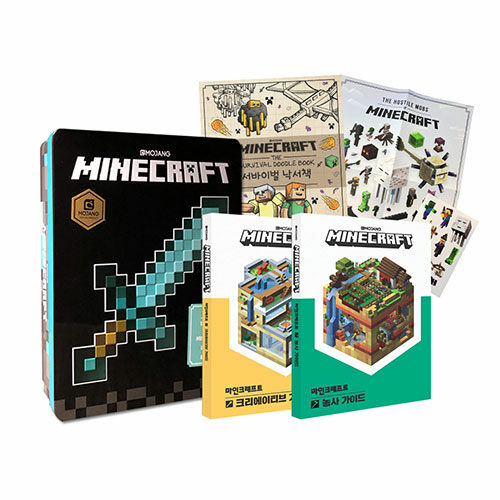 MOJANG
MINECRAFT
MOJANG
MINECRAFT
THE
SURVIVAL DOODLE BOOK
서바이벌 낙서책
THE HOSTILE MOBS
MINECRAFT
MOJANG
MINECRAFT
마인크래프트
크리에이티브
MOJANG
MINECRAFT
마인크래프트
농사 가이드